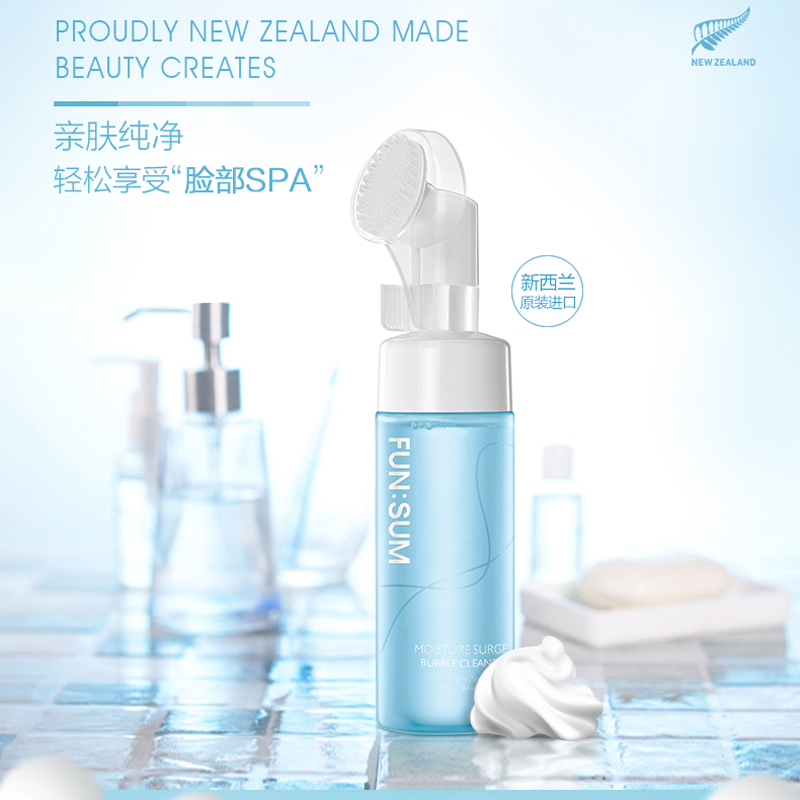 PROUDLY NEW ZEALAND MADE
BEAUTY CREATES
NEW ZEALAND
亲肤纯净
轻松享受“脸部SPA”
新西兰
原装进口
FUN:SUM
MOISTURE SURGE
BUBBLE